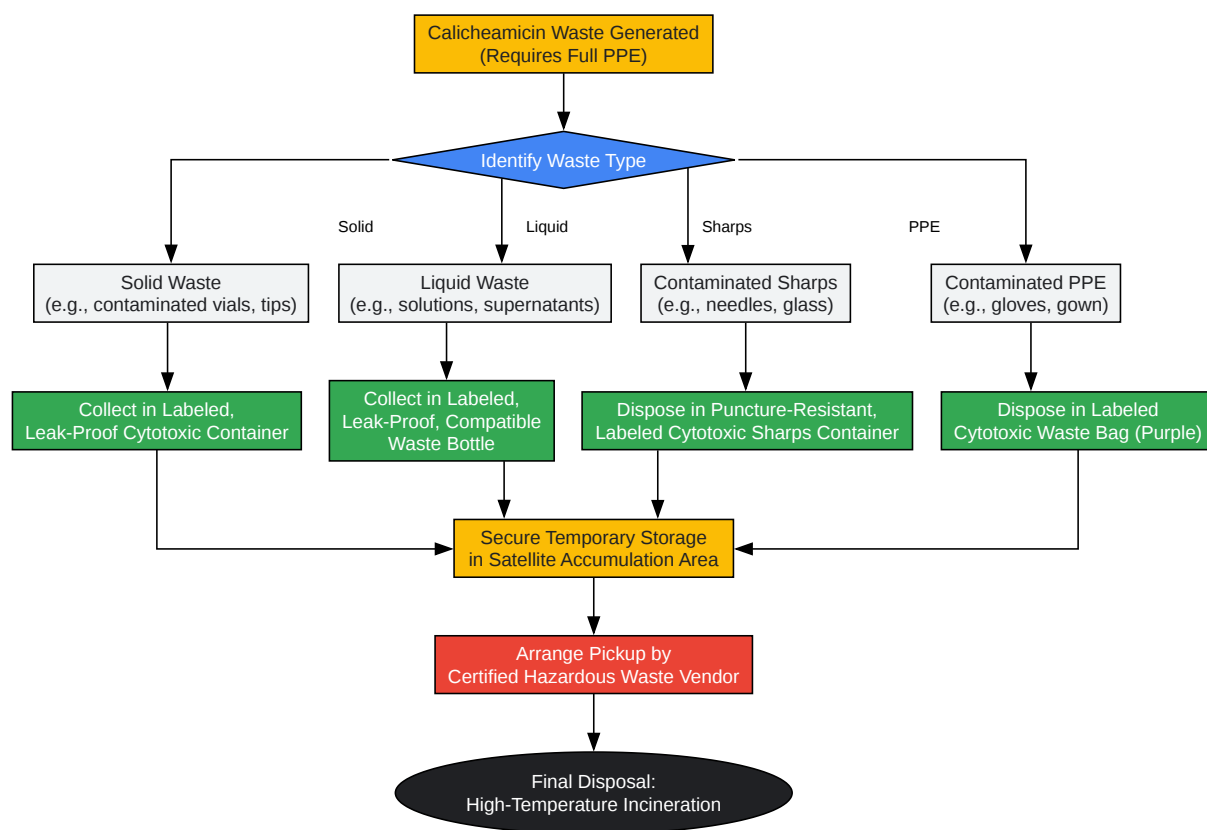 Calicheamicin Waste Generated
(Requires Full PPE)
Identify Waste Type
Solid
Liquid
Sharps
PPE
Solid Waste
(e.g., contaminated vials, tips)
Liquid Waste
(e.g., solutions, supernatants)
Contaminated Sharps
(e.g., needles, glass)
Contaminated PPE
(e.g., gloves, gown)
Collect in Labeled,
Leak-Proof Cytotoxic Container
Collect in Labeled,
Leak-Proof, Compatible
Waste Bottle
Dispose in Puncture-Resistant,
Labeled Cytotoxic Sharps Container
Dispose in Labeled
Cytotoxic Waste Bag (Purple)
Secure Temporary Storage
in Satellite Accumulation Area
Arrange Pickup by
Certified Hazardous Waste Vendor
Final Disposal:
High-Temperature Incineration